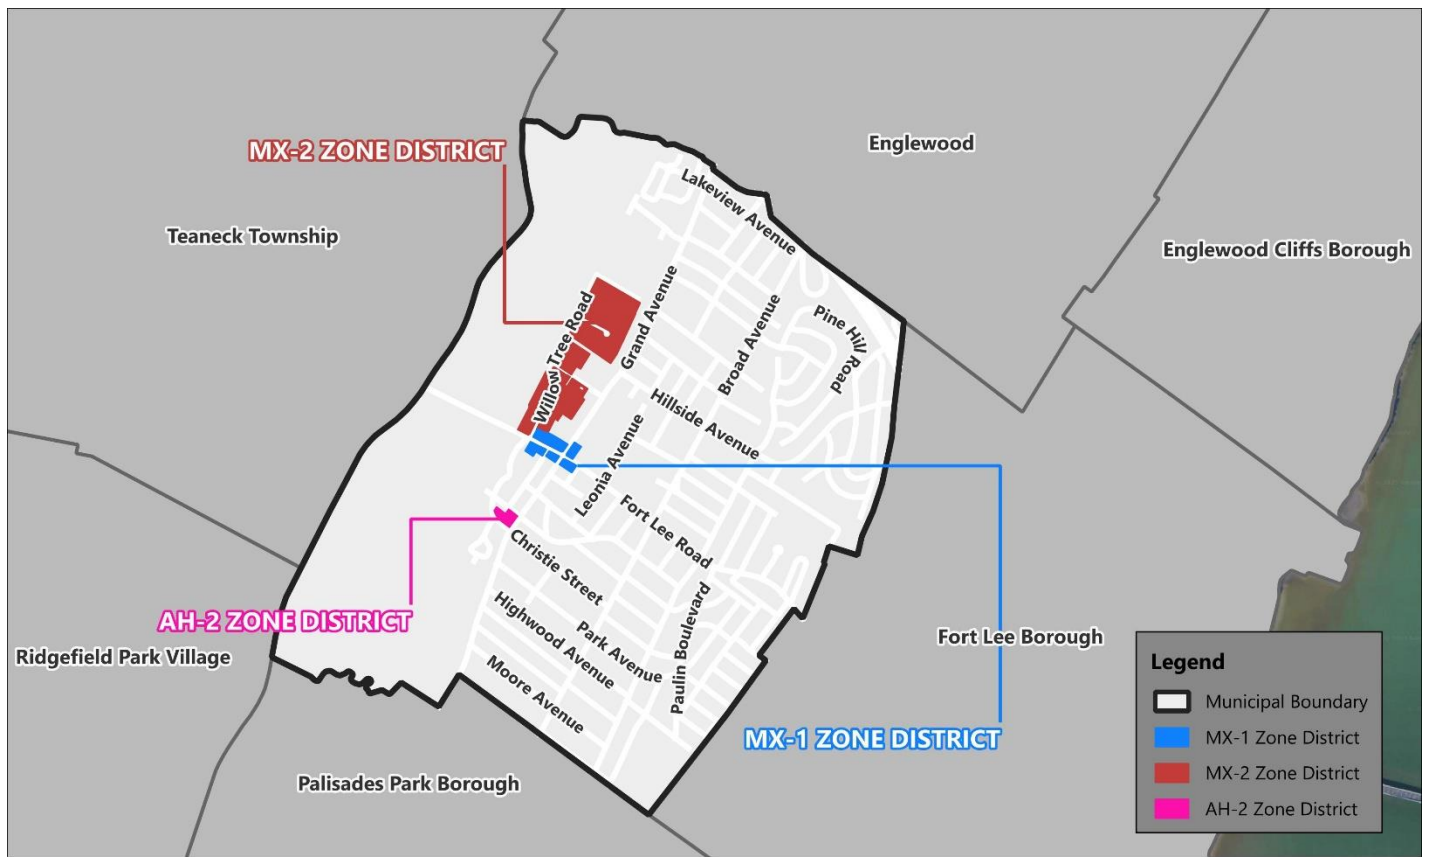 Englewood
MX-2 ZONE DISTRICT
Lakeview Avenue
Teaneck Township
Englewood Cliffs Borough
Willow Tree Road
Grand Avenue
Broad Avenue
Pine Hill Road
Hillside Avenue
Leonia Avenue
Fort Lee Road
Christie Street
AH-2 ZONE DISTRICT
Highwood Avenue
Park Avenue
Paulin Boulevard
Fort Lee Borough
Ridgefield Park Village
Moore Avenue
MX-1 ZONE DISTRICT
Palisades Park Borough
Legend
Municipal Boundary
MX-1 Zone District
MX-2 Zone District
AH-2 Zone District